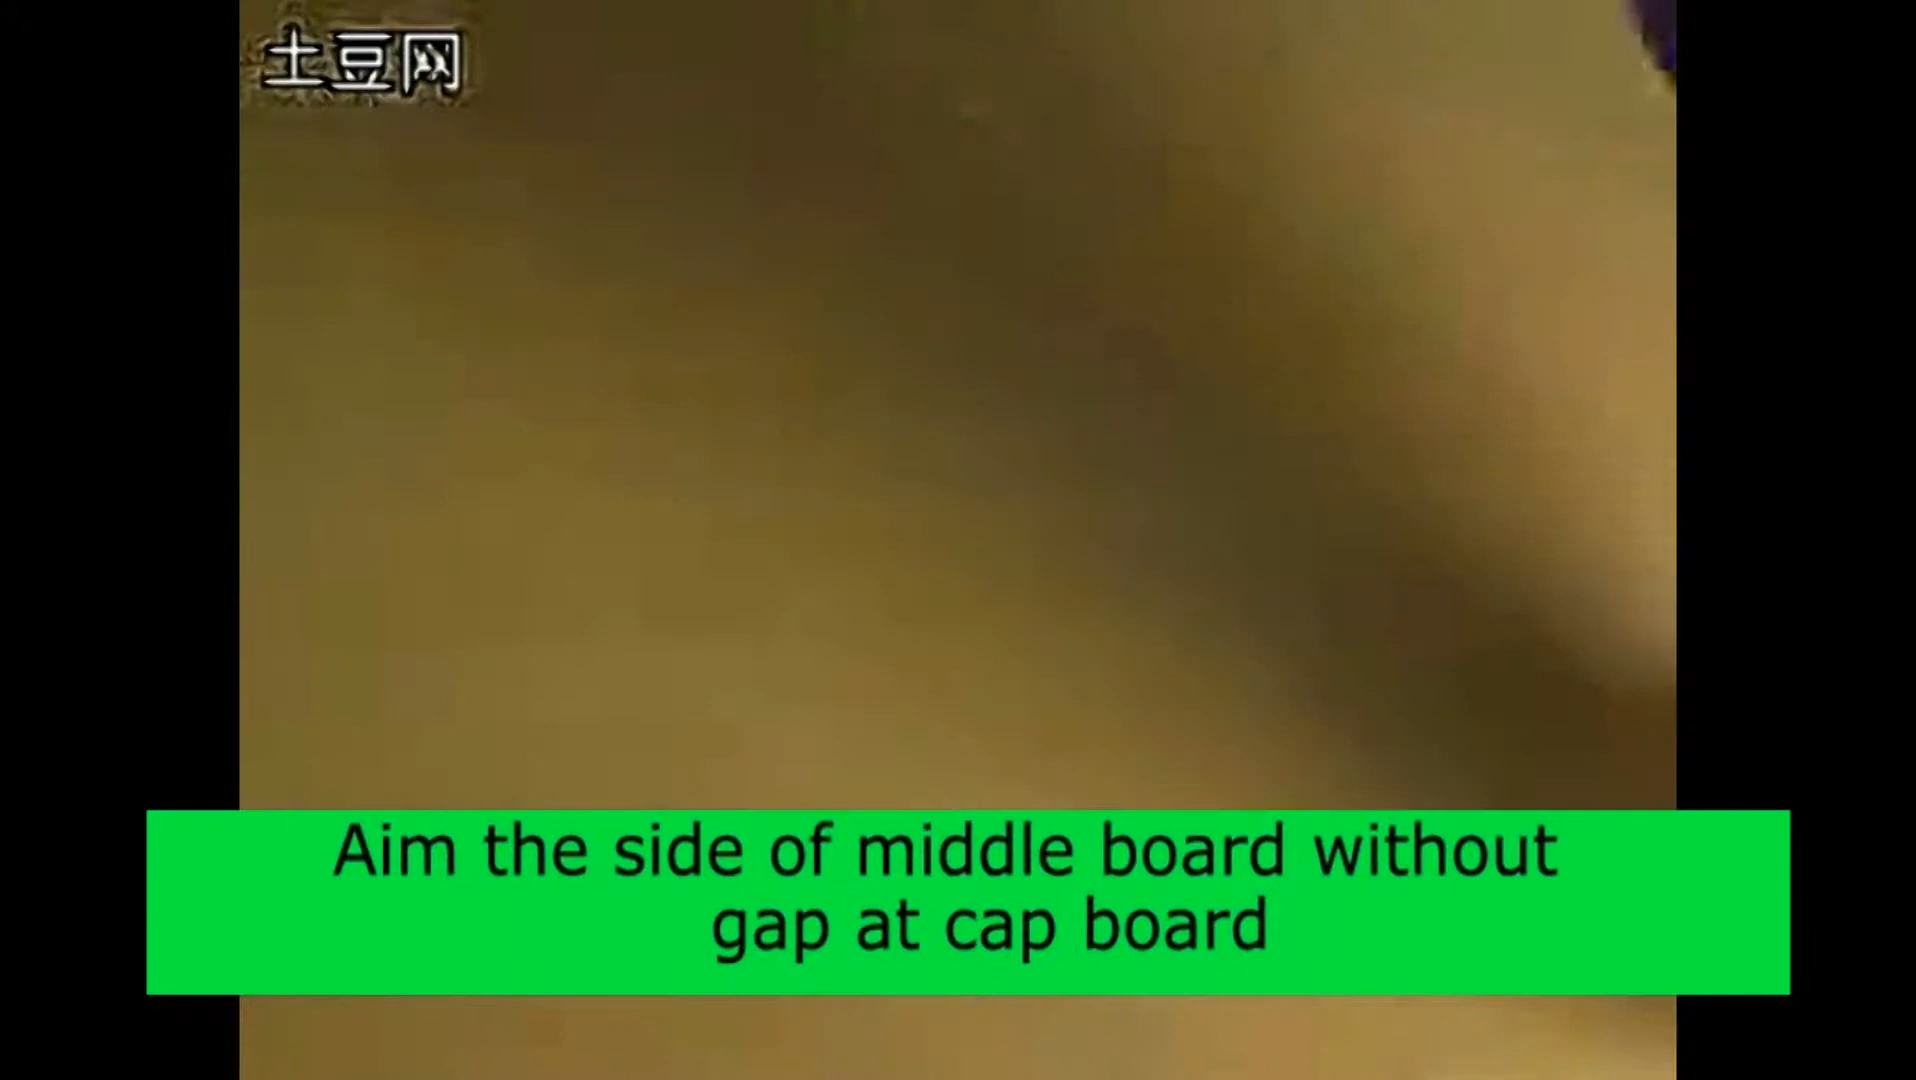 土豆网
Aim the side of middle board without
gap at cap board